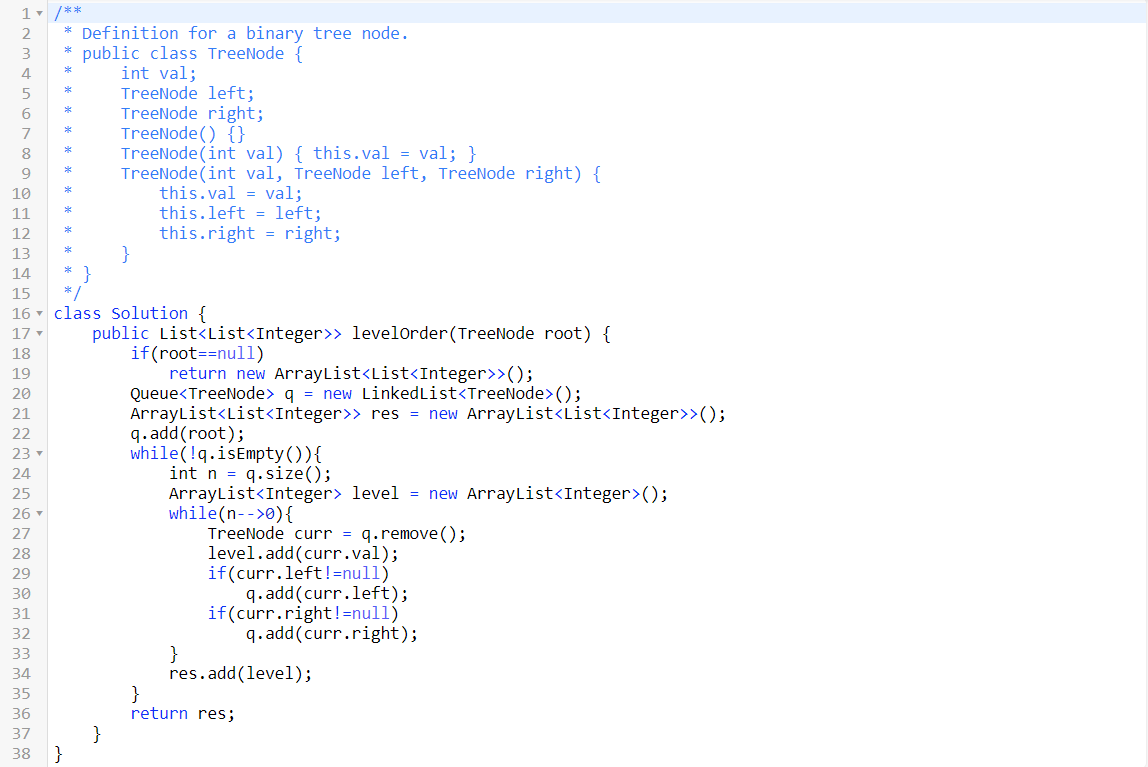 1 /**
2  * Definition for a binary tree node.
3  * public class TreeNode {
4  *     int val;
5  *     TreeNode left;
6  *     TreeNode right;
7  *     TreeNode() {}
8  *     TreeNode(int val) { this.val = val; }
9  *     TreeNode(int val, TreeNode left, TreeNode right) {
10  *         this.val = val;
11  *         this.left = left;
12  *         this.right = right;
13  *     }
14  * }
15  */
16 class Solution {
17     public List<List<Integer>> levelOrder(TreeNode root) {
18         if(root==null)
19             return new ArrayList<List<Integer>>();
20         Queue<TreeNode> q = new LinkedList<TreeNode>();
21         ArrayList<List<Integer>> res = new ArrayList<List<Integer>>();
22         q.add(root);
23         while(!q.isEmpty()){
24             int n = q.size();
25             ArrayList<Integer> level = new ArrayList<Integer>();
26             while(n-->0){
27                 TreeNode curr = q.remove();
28                 level.add(curr.val);
29                 if(curr.left!=null)
30                     q.add(curr.left);
31                 if(curr.right!=null)
32                     q.add(curr.right);
33             }
34             res.add(level);
35         }
36         return res;
37     }
38 }